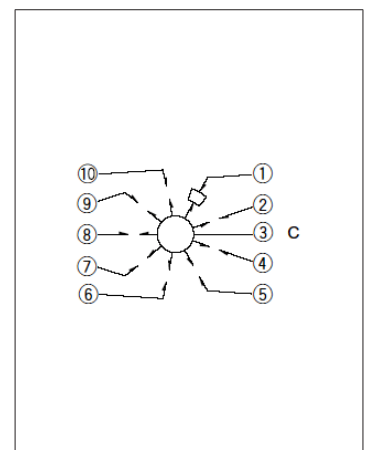 ⑩ ①
⑨ ②
⑧ ③ C
⑦ ④
⑥ ⑤